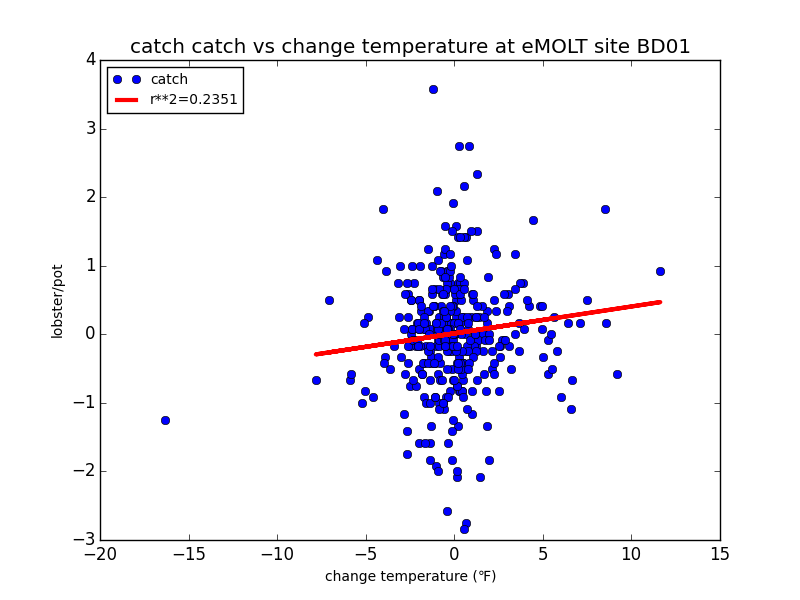 catch catch vs change temperature at eMOLT site BD01
catch
r**2=0.2351
4
3
2
1
0
−1
−2
−3
lobster/pot
−20 −15 −10 −5 0 5 10 15
change temperature (°F)